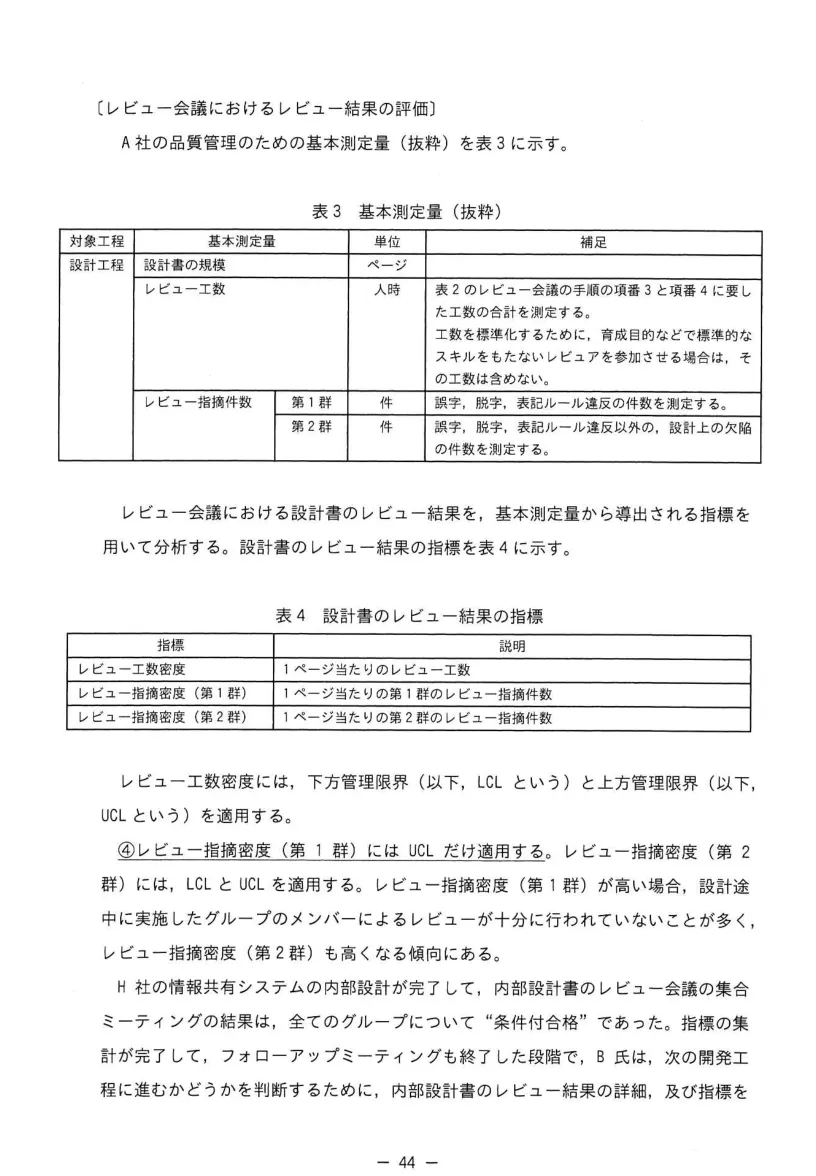 〔レビュー会議におけるレビュー結果の評価〕
A社の品質管理のための基本測定量（抜粋）を表3に示す。
表3　基本測定量（抜粋）
対象工程　基本測定量　単位　補足
設計工程　設計書の規模　ページ
レビュー工数　人時　表2のレビュー会議の手順の項番3と項番4に要し
た工数の合計を測定する。
工数を標準化するために，育成目的などで標準的な
スキルをもたないレビュアを参加させる場合は，そ
の工数は含めない。
レビュー指摘件数　第1群　件　誤字，脱字，表記ルール違反の件数を測定する。
第2群　件　誤字，脱字，表記ルール違反以外の，設計上の欠陥
の件数を測定する。
レビュー会議における設計書のレビュー結果を，基本測定量から導出される指標を
用いて分析する。設計書のレビュー結果の指標を表4に示す。
表4　設計書のレビュー結果の指標
指標　説明
レビュー工数密度　1ページ当たりのレビュー工数
レビュー指摘密度（第1群）　1ページ当たりの第1群のレビュー指摘件数
レビュー指摘密度（第2群）　1ページ当たりの第2群のレビュー指摘件数
レビュー工数密度には，下方管理限界（以下，LCL という）と上方管理限界（以下，
UCL という）を適用する。
④レビュー指摘密度（第 1 群）には UCL だけ適用する。レビュー指摘密度（第 2
群）には，LCL と UCL を適用する。レビュー指摘密度（第1群）が高い場合，設計途
中に実施したグループのメンバーによるレビューが十分に行われていないことが多く，
レビュー指摘密度（第2群）も高くなる傾向にある。
H 社の情報共有システムの内部設計が完了して，内部設計書のレビュー会議の集合
ミーティングの結果は，全てのグループについて“条件付合格”であった。指標の集
計が完了して，フォローアップミーティングも終了した段階で，B 氏は，次の開発工
程に進むかどうかを判断するために，内部設計書のレビュー結果の詳細，及び指標を
－ 44 －